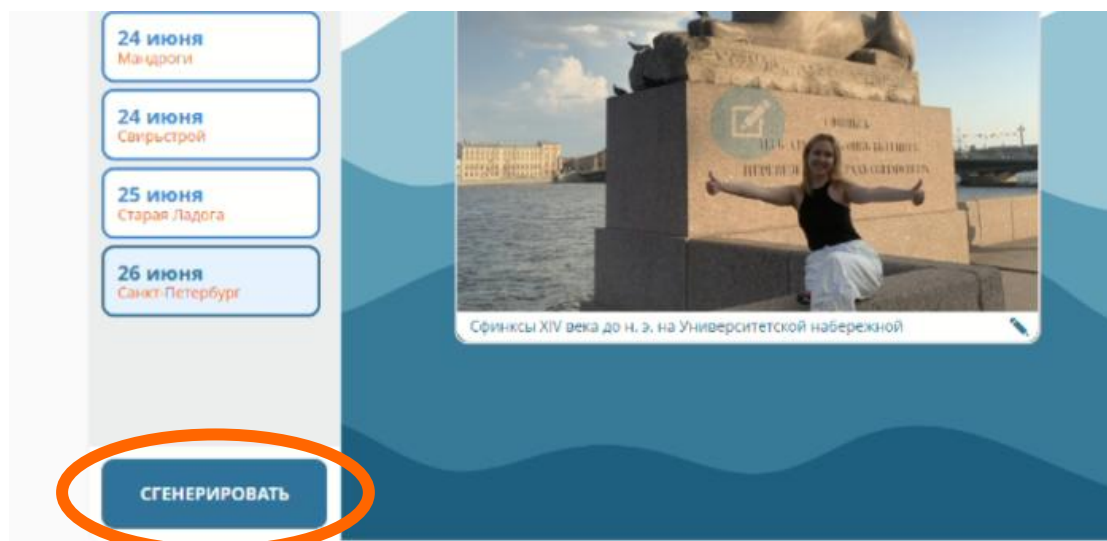 24 июня
Мандроги
24 июня
Свирьстрой
25 июня
Старая Ладога
26 июня
Санкт-Петербург
СГЕНЕРИРОВАТЬ
Сфинксы XIV века до н. э. на Университетской набережной